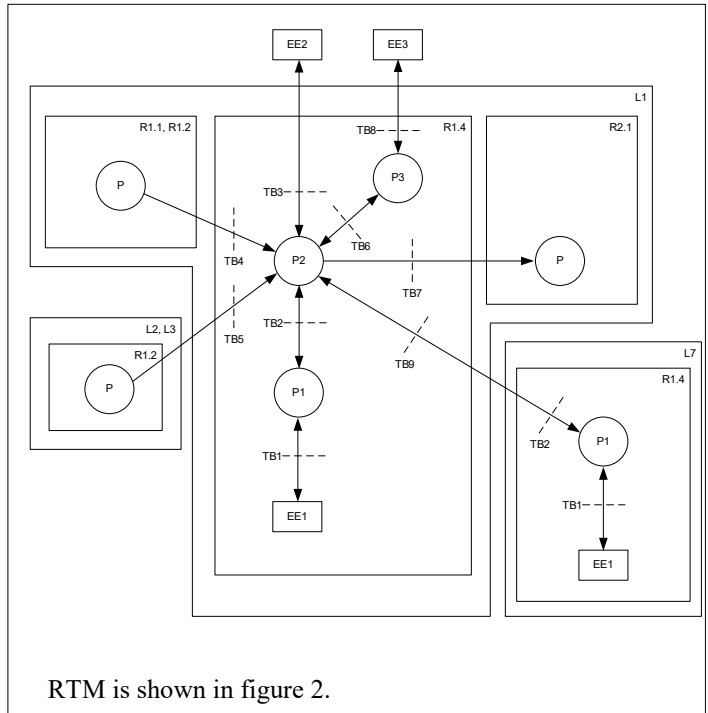 EE2
EE3
L1
R1.1, R1.2
R1.4
R2.1
TB8
P
P3
TB3
TB6
TB4
P2
P
TB7
L2, L3
TB2
TB5
R1.2
TB9
L7
R1.4
P
P1
P1
TB2
TB1
TB1
EE1
EE1
RTM is shown in figure 2.